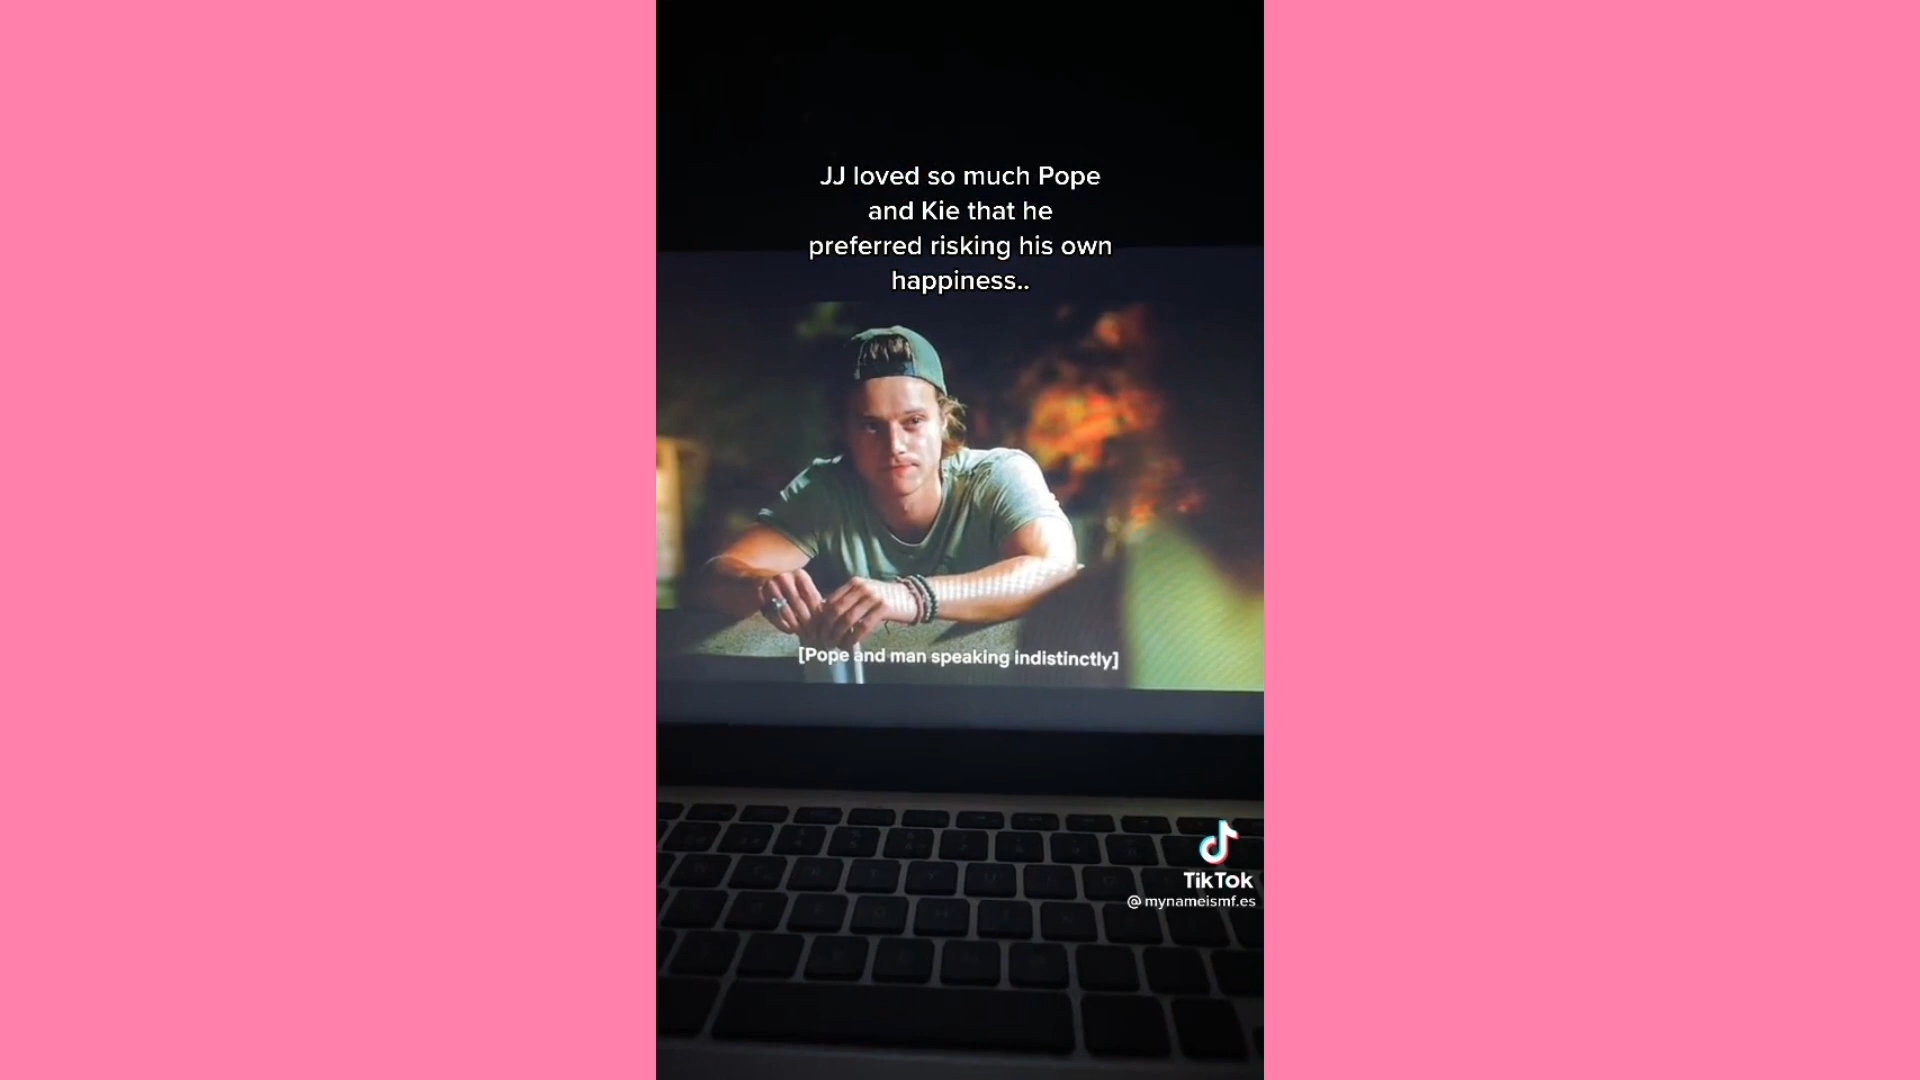 JJ loved so much Pope
and Kie that he
preferred risking his own
happiness..
[Pope and man speaking indistinctly]
TikTok
@mynameismf.es